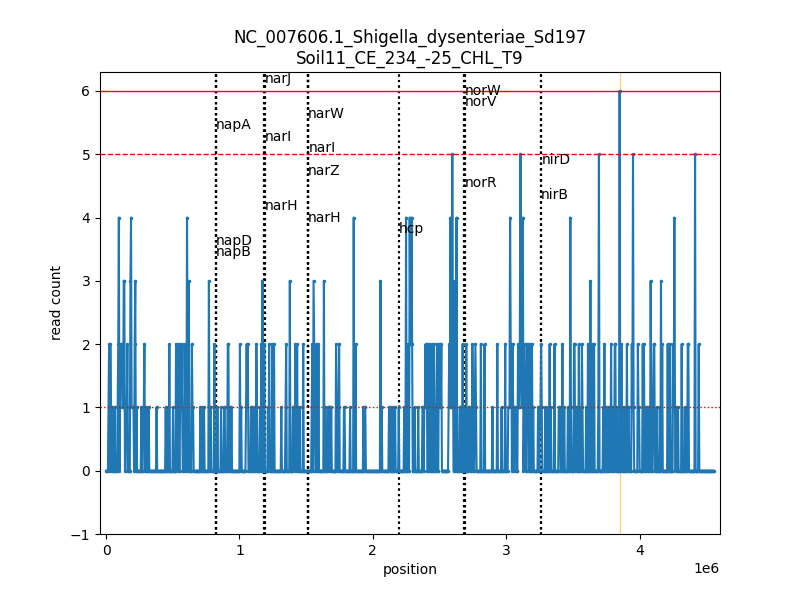 NC_007606.1_Shigella_dysenteriae_Sd197
Soil11_CE_234_-25_CHL_T9
narJ
norW
norV
narW
napA
narI
narI
nirD
narZ
norR
nirB
narH
narH
hcp
napD
napB
read count
6
5
4
3
2
1
0
−1
0
1
2
3
4
1e6
position